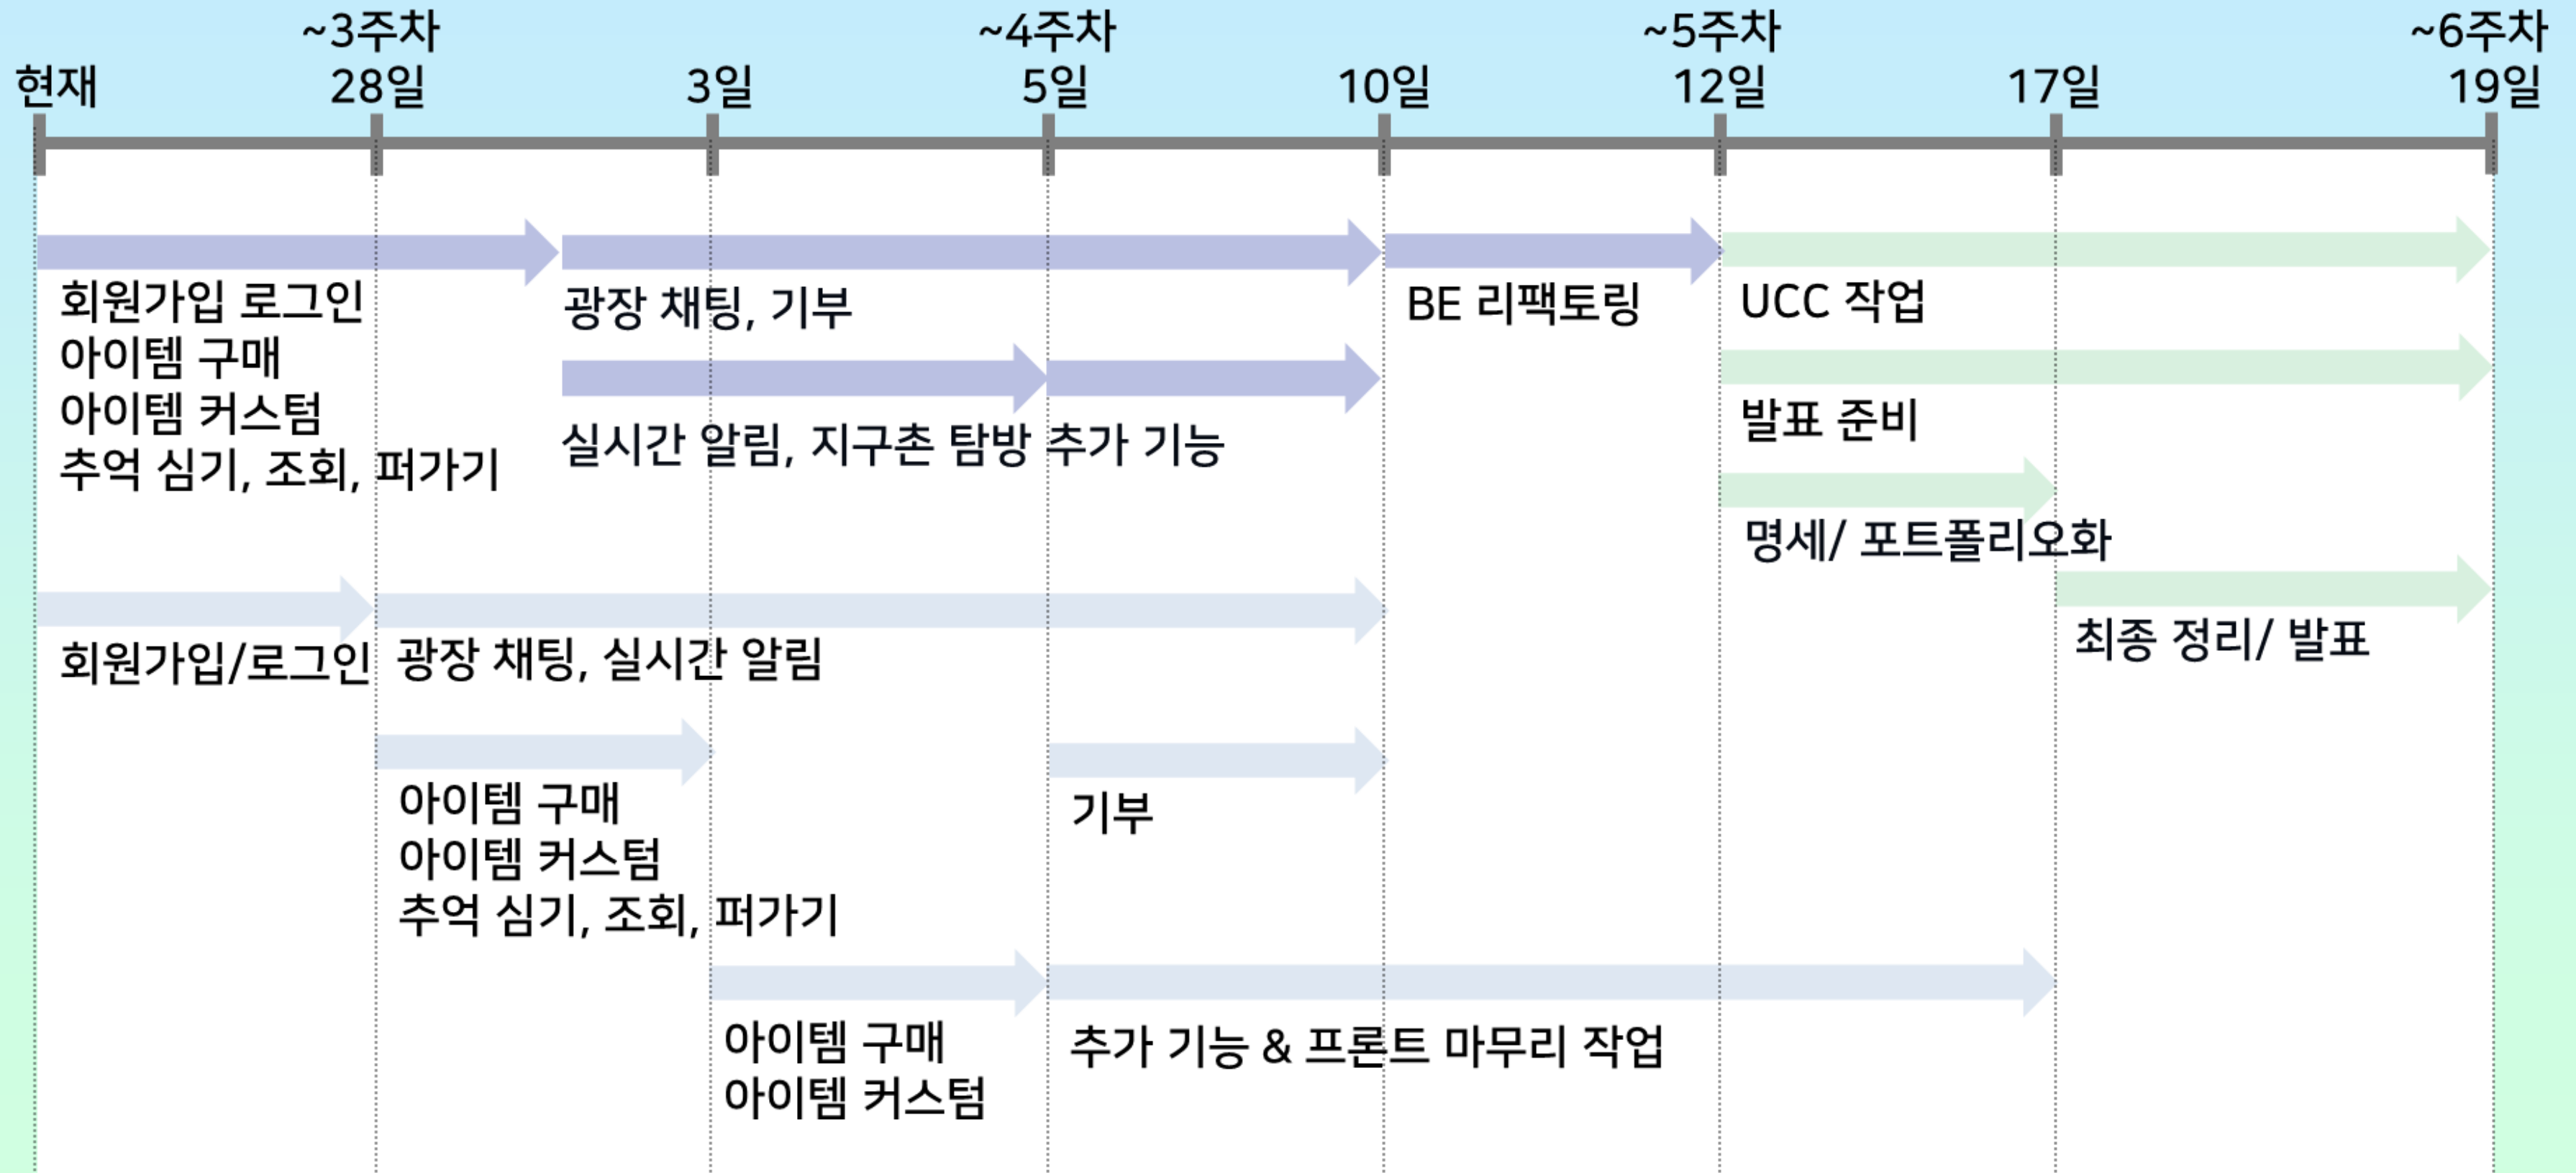 ~3주차
~4주차
~5주차
~6주차
현재
28일
3일
5일
10일
12일
17일
19일
회원가입 로그인
아이템 구매
아이템 커스텀
추억 심기, 조회, 퍼가기
광장 채팅, 기부
실시간 알림, 지구촌 탐방 추가 기능
BE 리팩토링
UCC 작업
발표 준비
명세/ 포트폴리오화
최종 정리/ 발표
회원가입/로그인
광장 채팅, 실시간 알림
아이템 구매
아이템 커스텀
추억 심기, 조회, 퍼가기
기부
아이템 구매
아이템 커스텀
추가 기능 & 프론트 마무리 작업